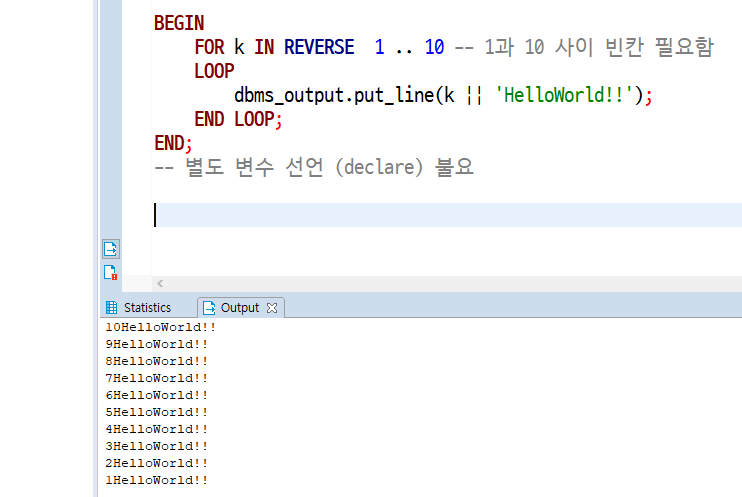 BEGIN
FOR k IN REVERSE  1 .. 10 -- 1과 10 사이 빈칸 필요함
LOOP
dbms_output.put_line(k || 'HelloWorld!!');
END LOOP;
END;
-- 별도 변수 선언 (declare) 불요
Statistics
Output
10HelloWorld!!
9HelloWorld!!
8HelloWorld!!
7HelloWorld!!
6HelloWorld!!
5HelloWorld!!
4HelloWorld!!
3HelloWorld!!
2HelloWorld!!
1HelloWorld!!